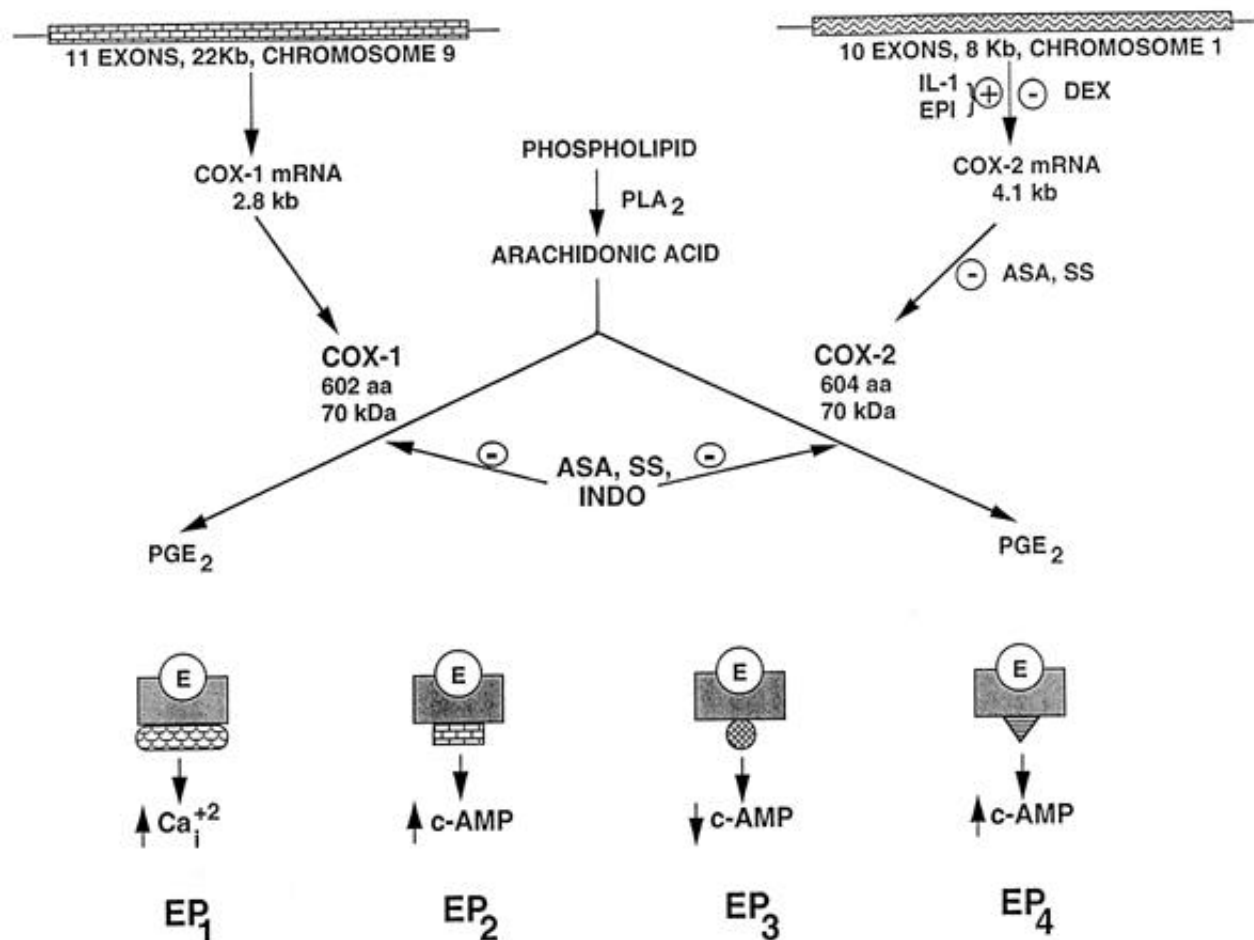 11 EXONS, 22Kb, CHROMOSOME 9
10 EXONS, 8 Kb, CHROMOSOME 1
IL-1
EPI
} + - DEX
COX-1 mRNA
2.8 kb
PHOSPHOLIPID
PLA2
ARACHIDONIC ACID
COX-2 mRNA
4.1 kb
- ASA, SS
COX-1
602 aa
70 kDa
COX-2
604 aa
70 kDa
- ASA, SS, -
INDO
PGE2
PGE2
E E E E
↑ Ca i +2
↑ c-AMP
↓ c-AMP
↑ c-AMP
EP1
EP2
EP3
EP4